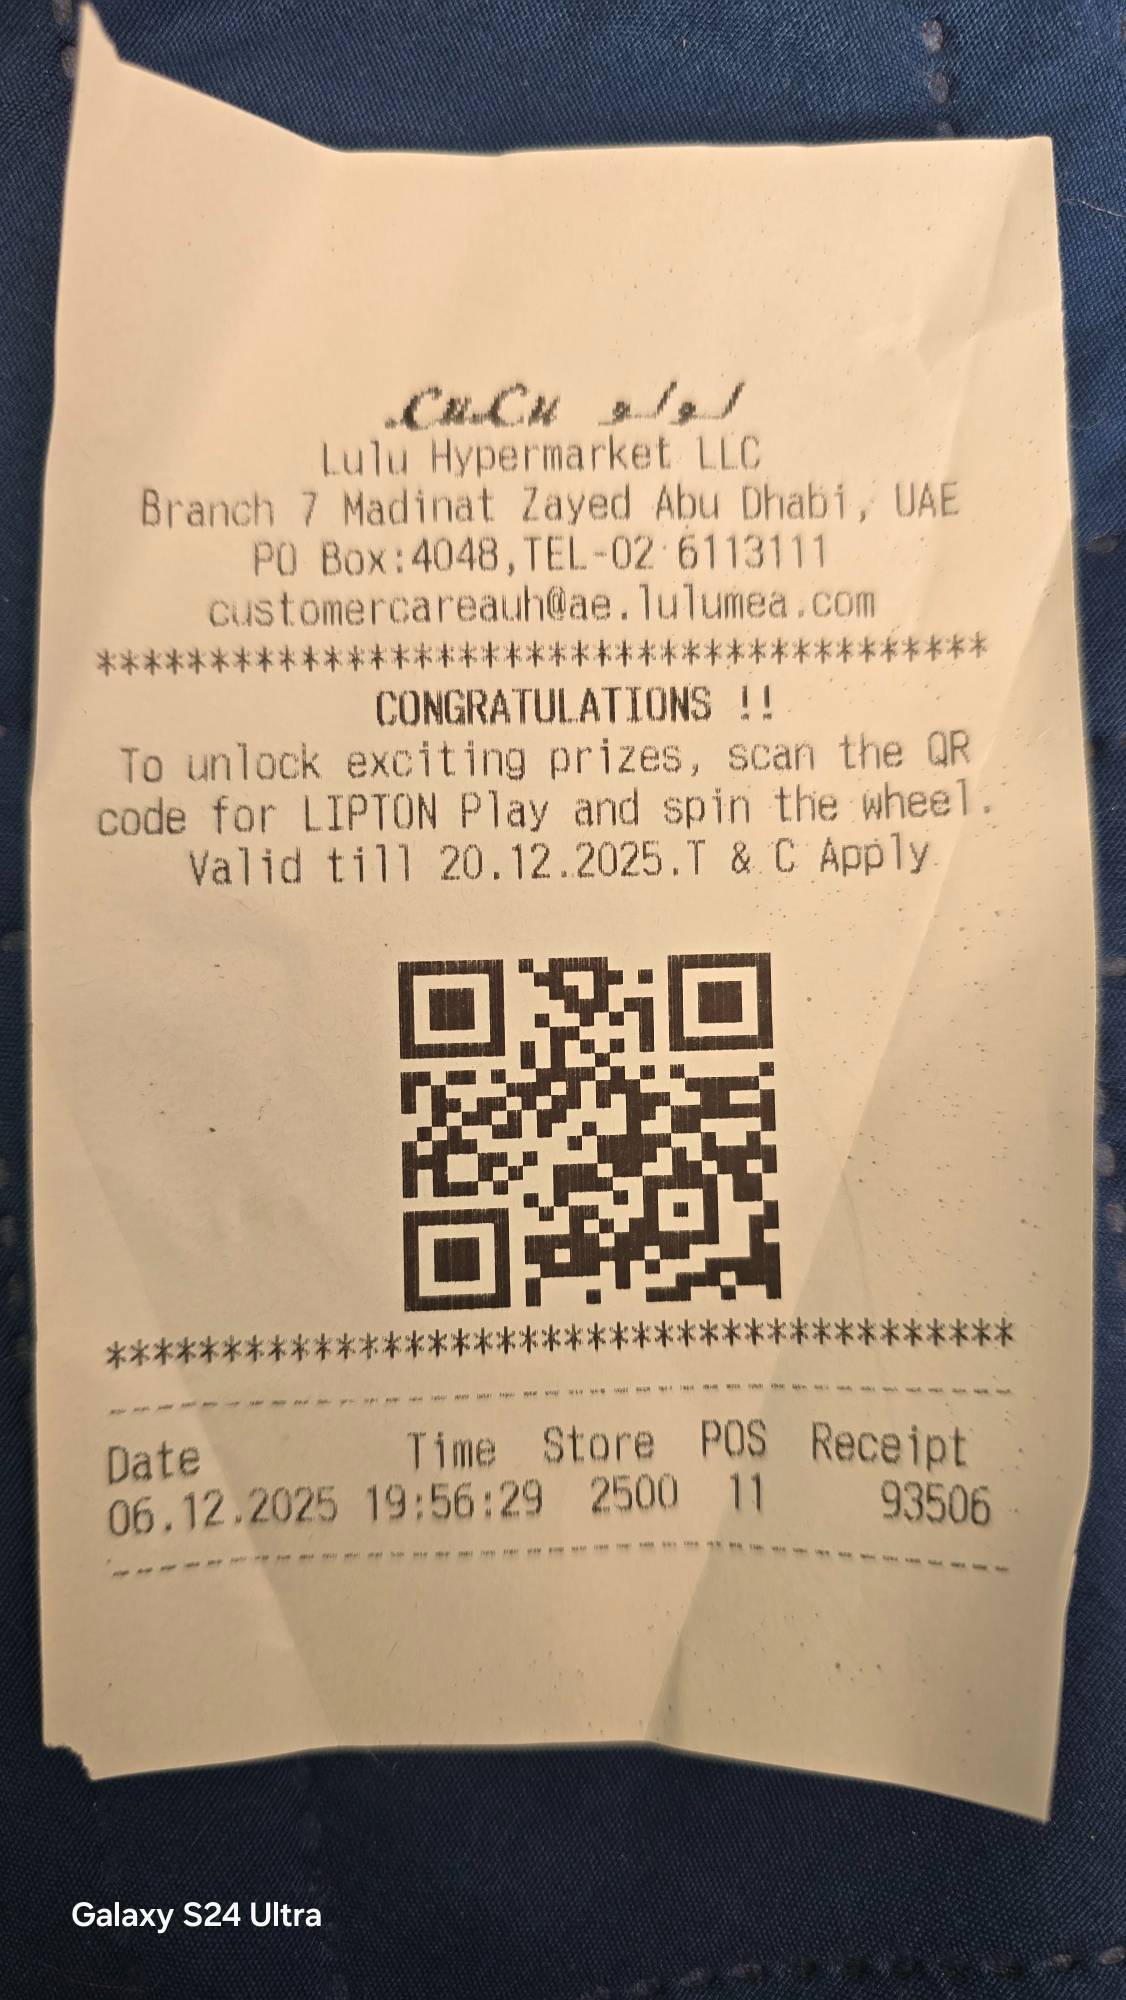 LuLu لولو
Lulu Hypermarket LLC
Branch 7 Madinat Zayed Abu Dhabi, UAE
PO Box:4048,TEL-02 6113111
customercareauh@ae.lulumea.com
****************************************
CONGRATULATIONS !!
To unlock exciting prizes, scan the QR
code for LIPTON Play and spin the wheel.
Valid till 20.12.2025.T & C Apply.
****************************************
----------------------------------------
Date Time Store POS Receipt
06.12.2025 19:56:29 2500 11 93506
----------------------------------------
Galaxy S24 Ultra